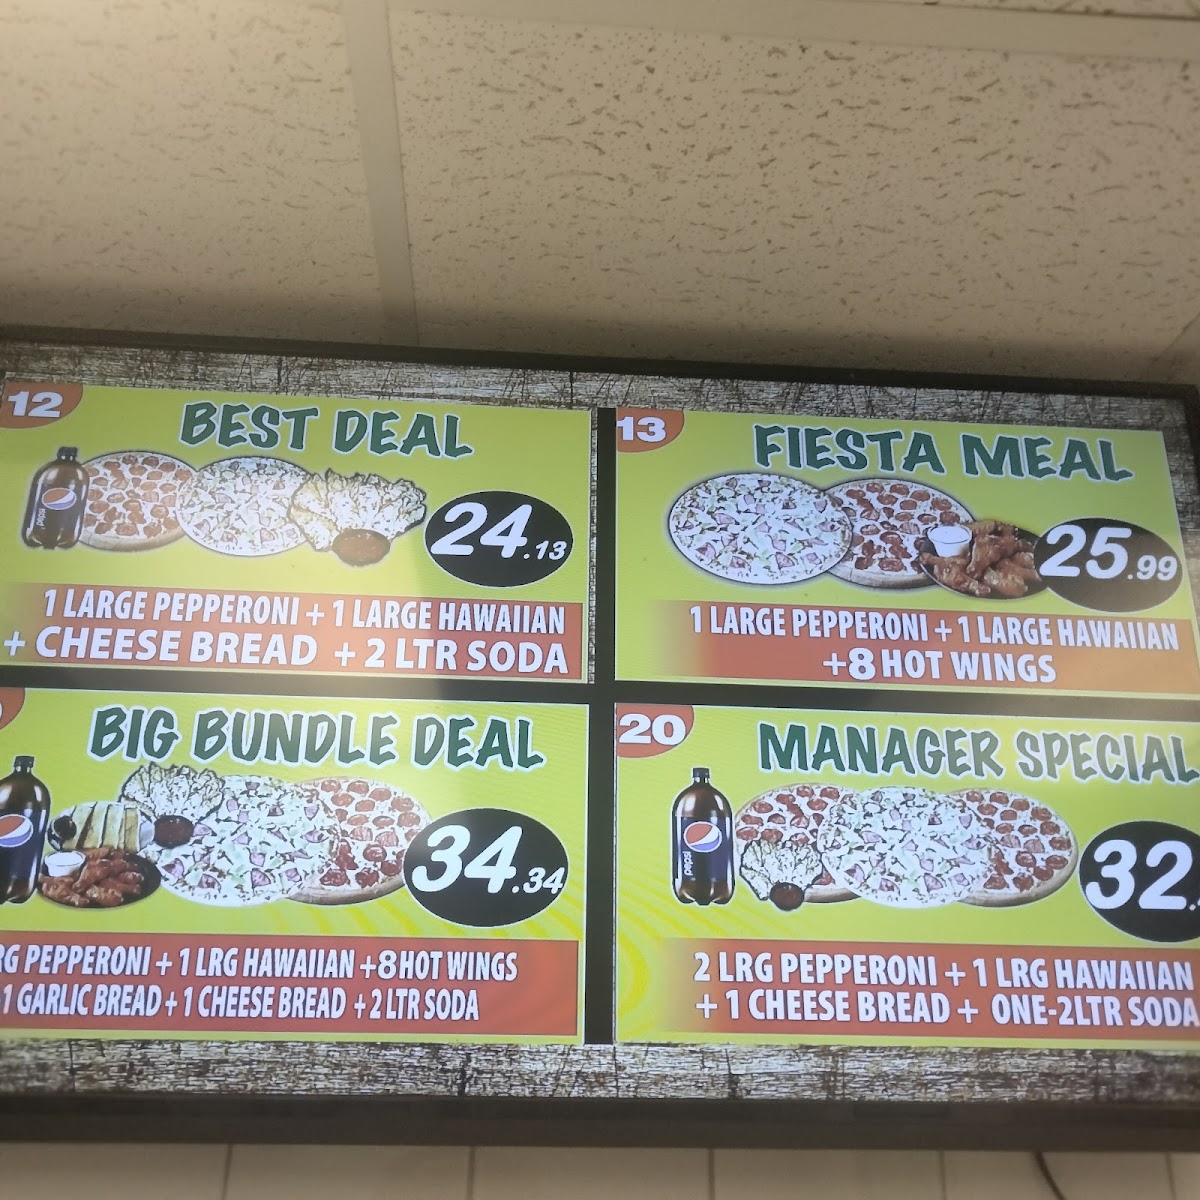 12
BEST DEAL
24.13
1 LARGE PEPPERONI + 1 LARGE HAWAIIAN
+ CHEESE BREAD + 2 LTR SODA
13
FIESTA MEAL
25.99
1 LARGE PEPPERONI + 1 LARGE HAWAIIAN
+8 HOT WINGS
BIG BUNDLE DEAL
34.34
PEPPERONI + 1 LRG HAWAIIAN +8 HOT WINGS
1 GARLIC BREAD + 1 CHEESE BREAD + 2 LTR SODA
20
MANAGER SPECIAL
pepsi
32.
2 LRG PEPPERONI + 1 LRG HAWAIIAN
+ 1 CHEESE BREAD + ONE-2LTR SODA